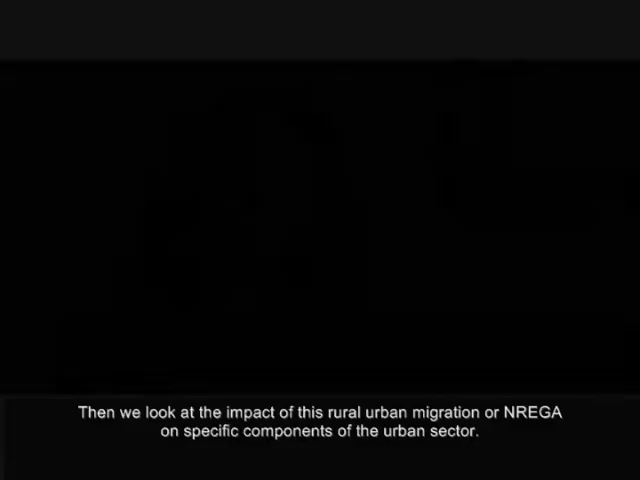 Then we look at the impact of this rural urban migration or NREGA
on specific components of the urban sector.